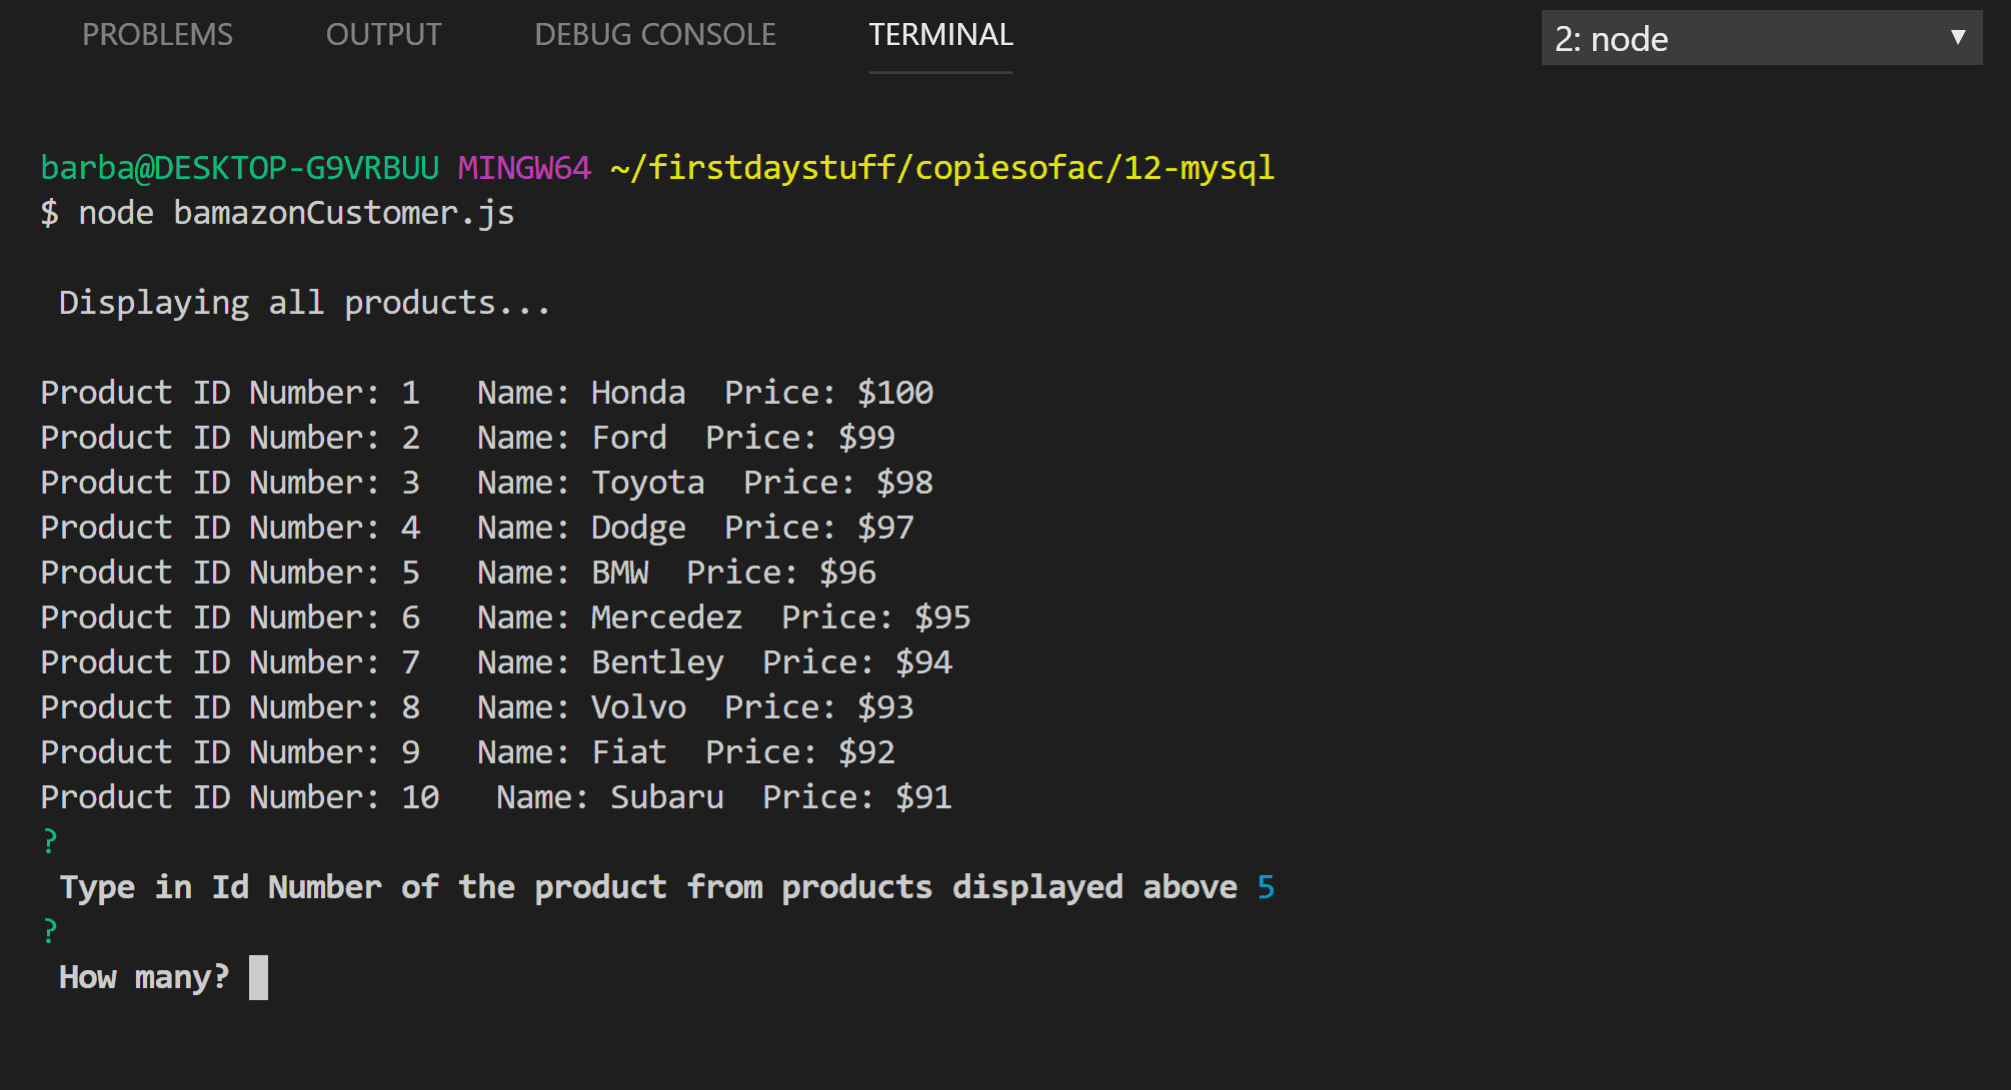 PROBLEMS OUTPUT DEBUG CONSOLE TERMINAL 2: node
barba@DESKTOP-G9VRBUU MINGW64 ~/firstdaystuff/copiesofac/12-mysql
$ node bamazonCustomer.js
Displaying all products...
Product ID Number: 1   Name: Honda  Price: $100
Product ID Number: 2   Name: Ford  Price: $99
Product ID Number: 3   Name: Toyota  Price: $98
Product ID Number: 4   Name: Dodge  Price: $97
Product ID Number: 5   Name: BMW  Price: $96
Product ID Number: 6   Name: Mercedez  Price: $95
Product ID Number: 7   Name: Bentley  Price: $94
Product ID Number: 8   Name: Volvo  Price: $93
Product ID Number: 9   Name: Fiat  Price: $92
Product ID Number: 10   Name: Subaru  Price: $91
?
Type in Id Number of the product from products displayed above 5
?
How many?